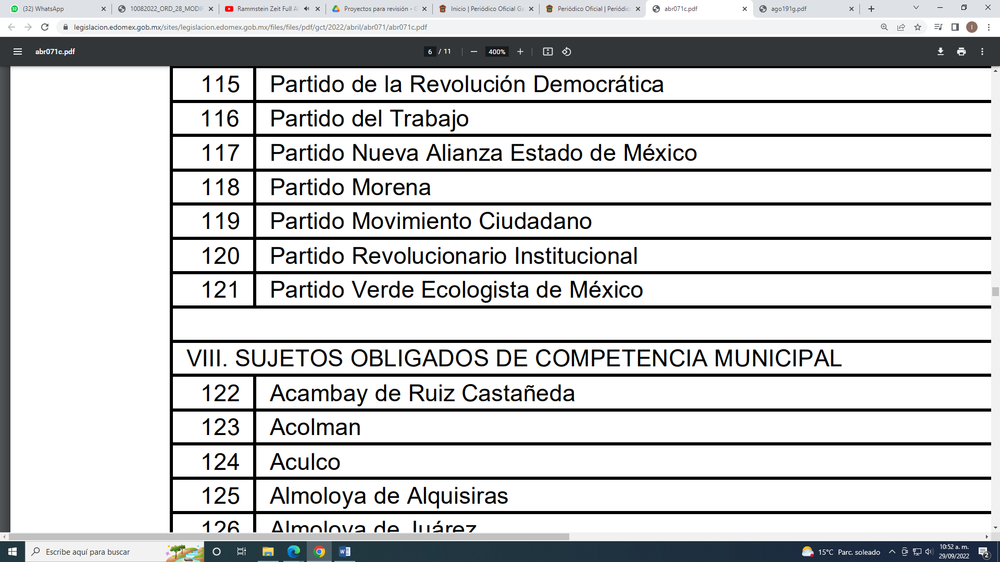 32 (32) WhatsApp
10082022_ORD_28_MODIF
Rammstein Zeit Full Al
Proyectos para revisión - G
Inicio | Periódico Oficial Ga
Periódico Oficial | Periódico
abr071c.pdf
ago191g.pdf
legislacion.edomex.gob.mx/sites/legislacion.edomex.gob.mx/files/files/pdf/gct/2022/abril/abr071/abr071c.pdf
I
abr071c.pdf
6 / 11
400%
115 Partido de la Revolución Democrática
116 Partido del Trabajo
117 Partido Nueva Alianza Estado de México
118 Partido Morena
119 Partido Movimiento Ciudadano
120 Partido Revolucionario Institucional
121 Partido Verde Ecologista de México
VIII. SUJETOS OBLIGADOS DE COMPETENCIA MUNICIPAL
122 Acambay de Ruiz Castañeda
123 Acolman
124 Aculco
125 Almoloya de Alquisiras
126 Almoloya de Juárez
Escribe aquí para buscar
15°C Parc. soleado
10:52 a. m.
29/09/2022
2